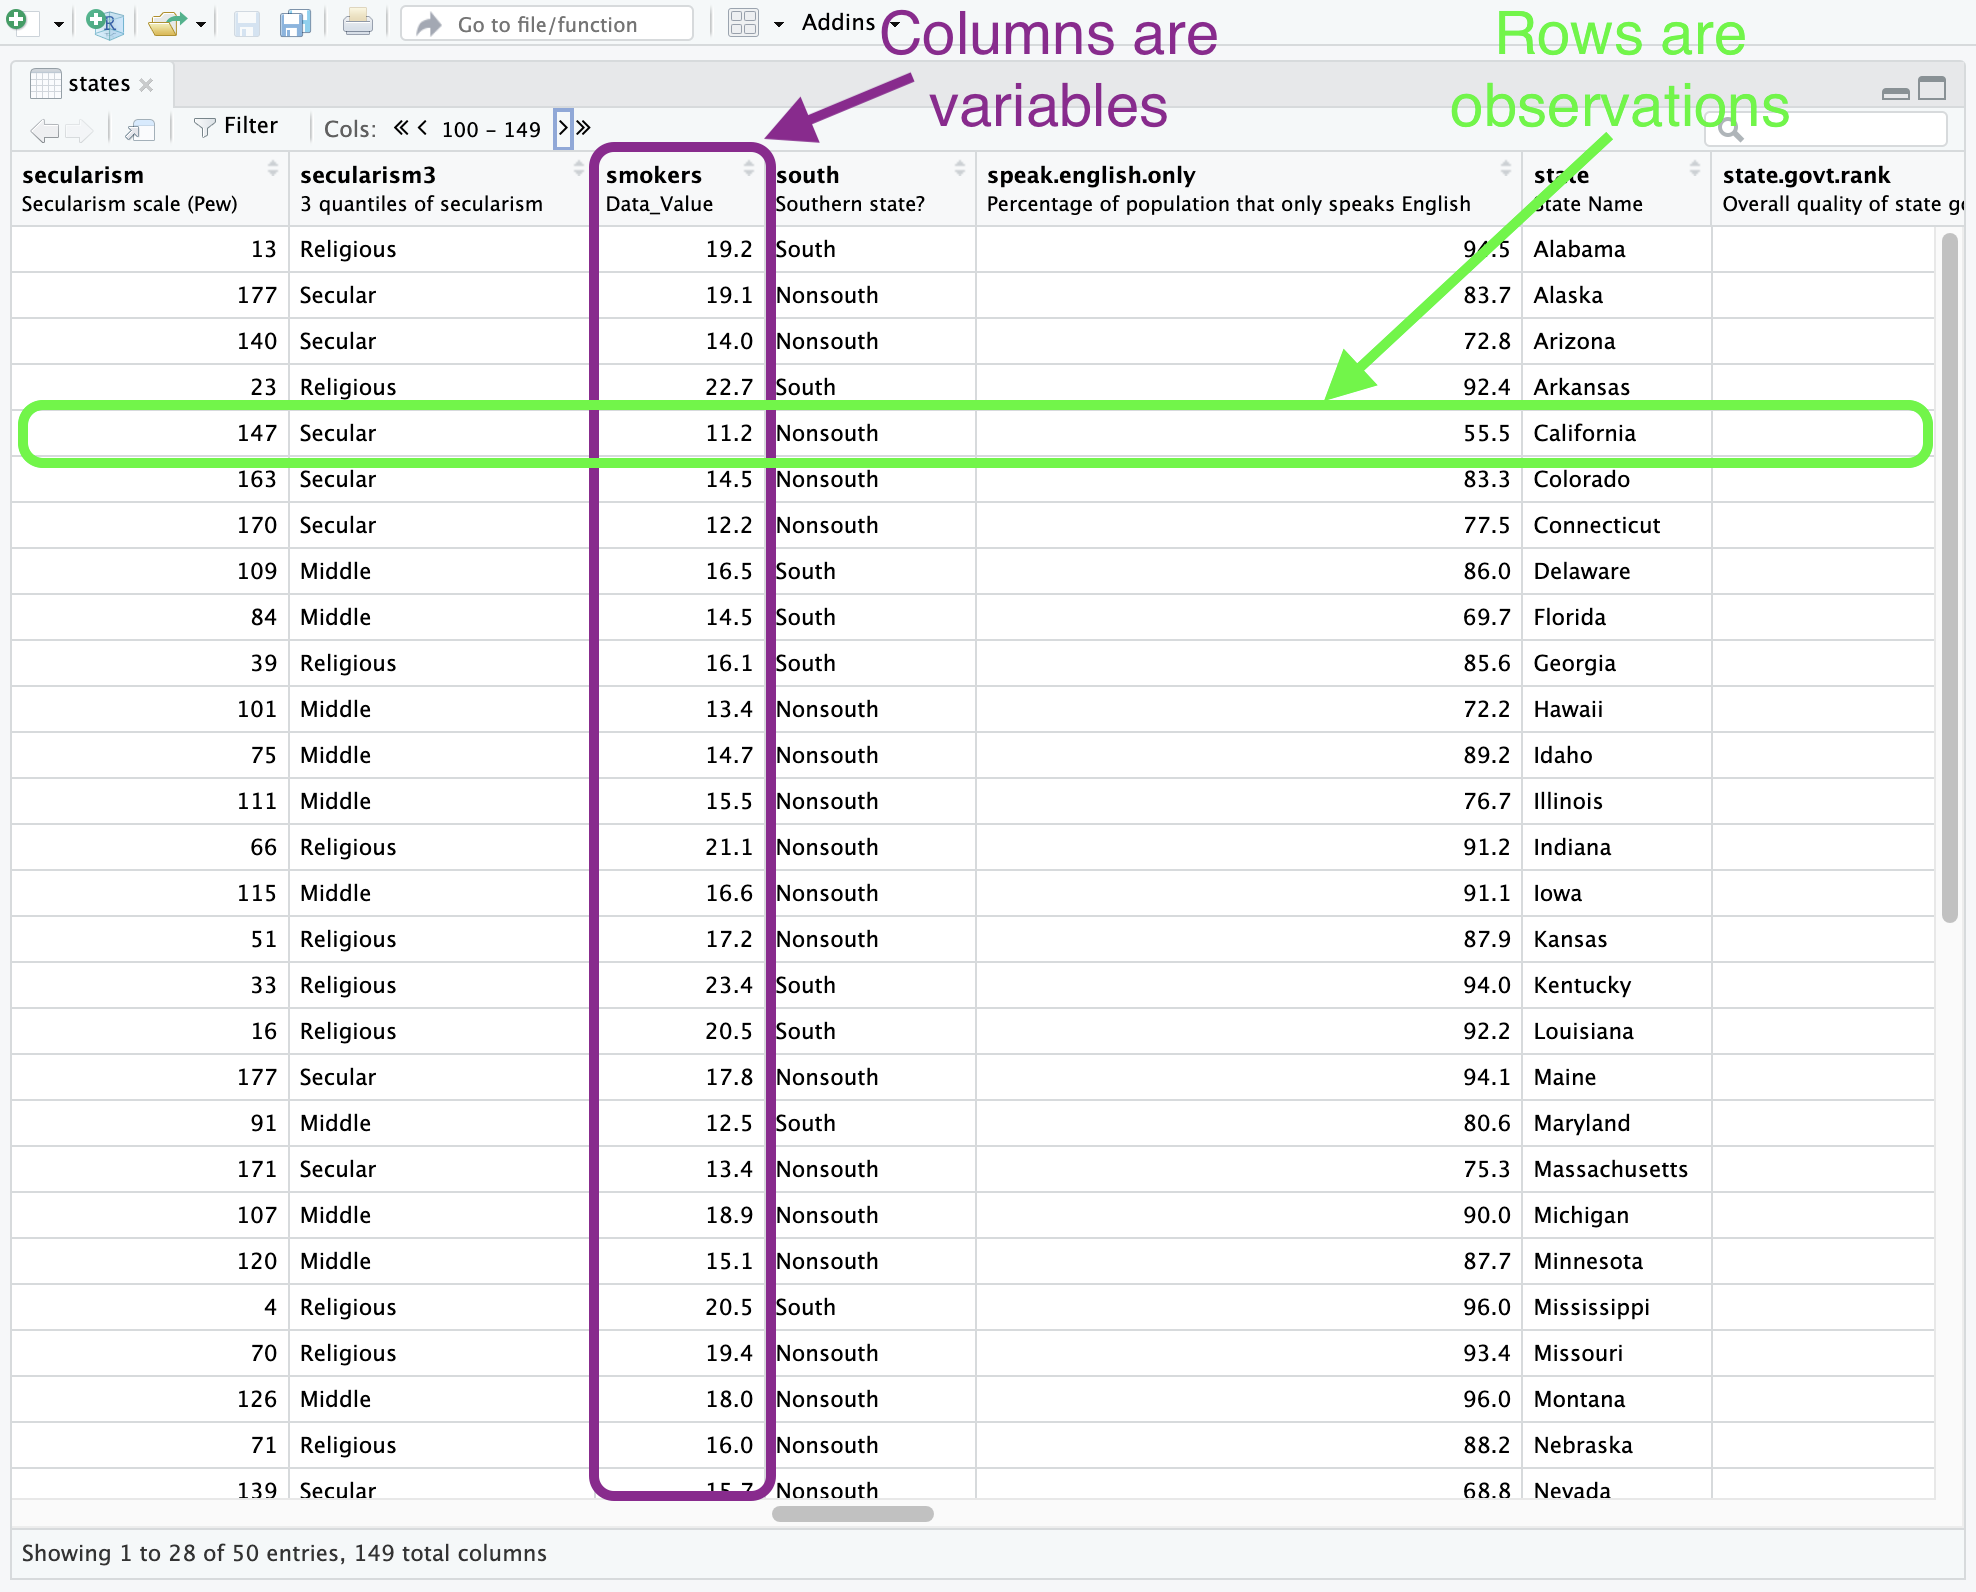 Go to file/function Addins
Columns are
variables
Rows are
observations
states
Filter Cols: 100 – 149
secularism secularism3 smokers south speak.english.only state state.govt.rank
Secularism scale (Pew) 3 quantiles of secularism Data_Value Southern state? Percentage of population that only speaks English State Name Overall quality of state g
13 Religious 19.2 South 94.5 Alabama
177 Secular 19.1 Nonsouth 83.7 Alaska
140 Secular 14.0 Nonsouth 72.8 Arizona
23 Religious 22.7 South 92.4 Arkansas
147 Secular 11.2 Nonsouth 55.5 California
163 Secular 14.5 Nonsouth 83.3 Colorado
170 Secular 12.2 Nonsouth 77.5 Connecticut
109 Middle 16.5 South 86.0 Delaware
84 Middle 14.5 South 69.7 Florida
39 Religious 16.1 South 85.6 Georgia
101 Middle 13.4 Nonsouth 72.2 Hawaii
75 Middle 14.7 Nonsouth 89.2 Idaho
111 Middle 15.5 Nonsouth 76.7 Illinois
66 Religious 21.1 Nonsouth 91.2 Indiana
115 Middle 16.6 Nonsouth 91.1 Iowa
51 Religious 17.2 Nonsouth 87.9 Kansas
33 Religious 23.4 South 94.0 Kentucky
16 Religious 20.5 South 92.2 Louisiana
177 Secular 17.8 Nonsouth 94.1 Maine
91 Middle 12.5 South 80.6 Maryland
171 Secular 13.4 Nonsouth 75.3 Massachusetts
107 Middle 18.9 Nonsouth 90.0 Michigan
120 Middle 15.1 Nonsouth 87.7 Minnesota
4 Religious 20.5 South 96.0 Mississippi
70 Religious 19.4 Nonsouth 93.4 Missouri
126 Middle 18.0 Nonsouth 96.0 Montana
71 Religious 16.0 Nonsouth 88.2 Nebraska
139 Secular 15.7 Nonsouth 68.8 Nevada
Showing 1 to 28 of 50 entries, 149 total columns